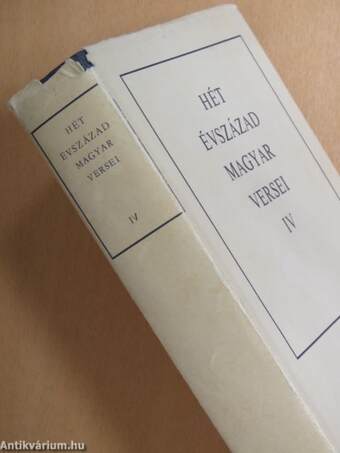 HÉT
ÉVSZÁZAD
MAGYAR
VERSEI
IV
HÉT
ÉVSZÁZAD
MAGYAR
VERSEI
IV
Antikvárium.hu